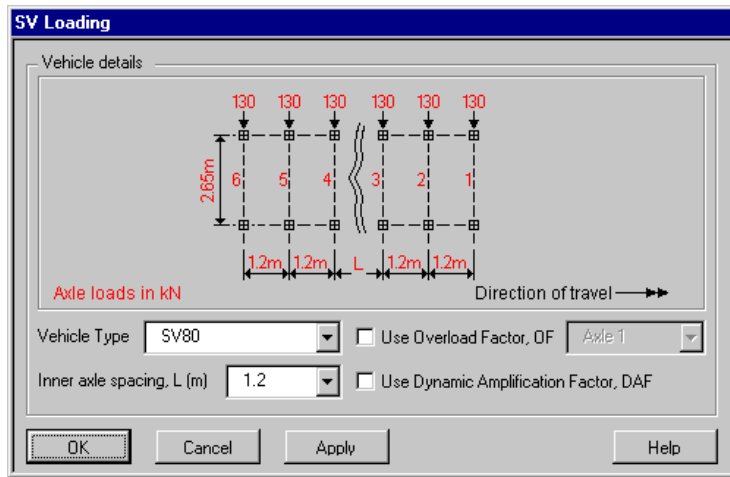 SV Loading
Vehicle details
130 130 130 130 130 130
2.65m
6 5 4 3 2 1
1.2m 1.2m L 1.2m 1.2m
Axle loads in kN Direction of travel
Vehicle Type SV80 Use Overload Factor, OF Axle 1
Inner axle spacing, L (m) 1.2 Use Dynamic Amplification Factor, DAF
OK Cancel Apply Help